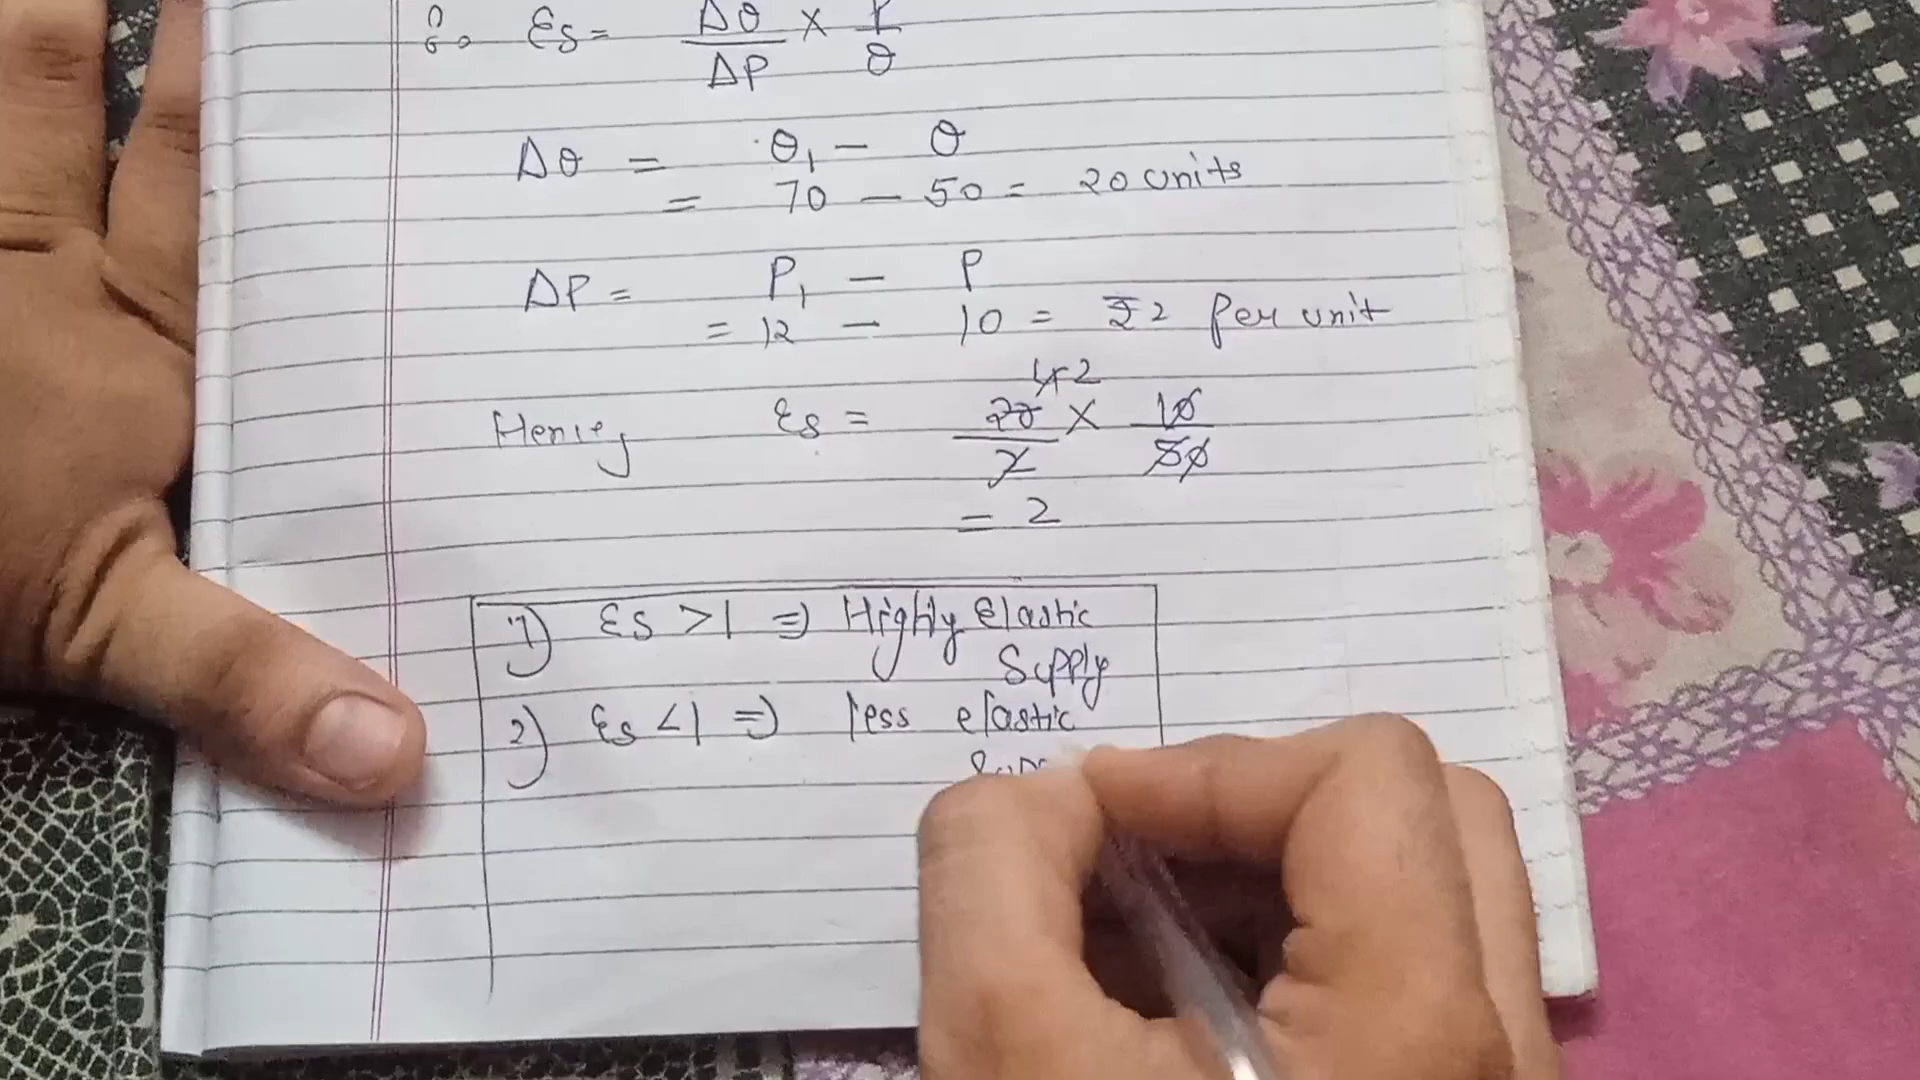 ∴ Es = ΔQ/ΔP × P/Q
ΔQ = Q₁ − Q
= 70 − 50 = 20 units
ΔP = P₁ − P
= 12 − 10 = ₹2 per unit
Hence, Es = 20/2 × 10/50
= 2
1) Es >1 ⇒ Highly Elastic
Supply
2) Es <1 ⇒ less elastic